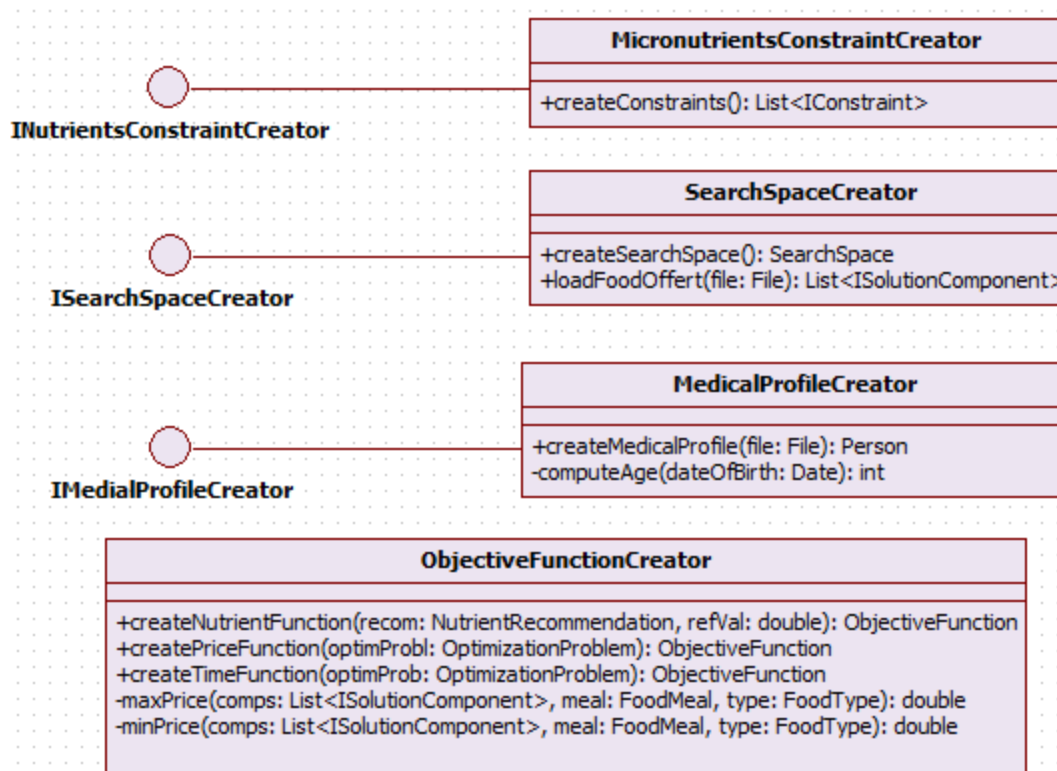 MicronutrientsConstraintCreator
+createConstraints(): List<IConstraint>
INutrientsConstraintCreator
SearchSpaceCreator
+createSearchSpace(): SearchSpace
+loadFoodOffert(file: File): List<ISolutionComponent>
ISearchSpaceCreator
MedicalProfileCreator
+createMedicalProfile(file: File): Person
-computeAge(dateOfBirth: Date): int
IMedialProfileCreator
ObjectiveFunctionCreator
+createNutrientFunction(recom: NutrientRecommendation, refVal: double): ObjectiveFunction
+createPriceFunction(optimProbl: OptimizationProblem): ObjectiveFunction
+createTimeFunction(optimProb: OptimizationProblem): ObjectiveFunction
-maxPrice(comps: List<ISolutionComponent>, meal: FoodMeal, type: FoodType): double
-minPrice(comps: List<ISolutionComponent>, meal: FoodMeal, type: FoodType): double